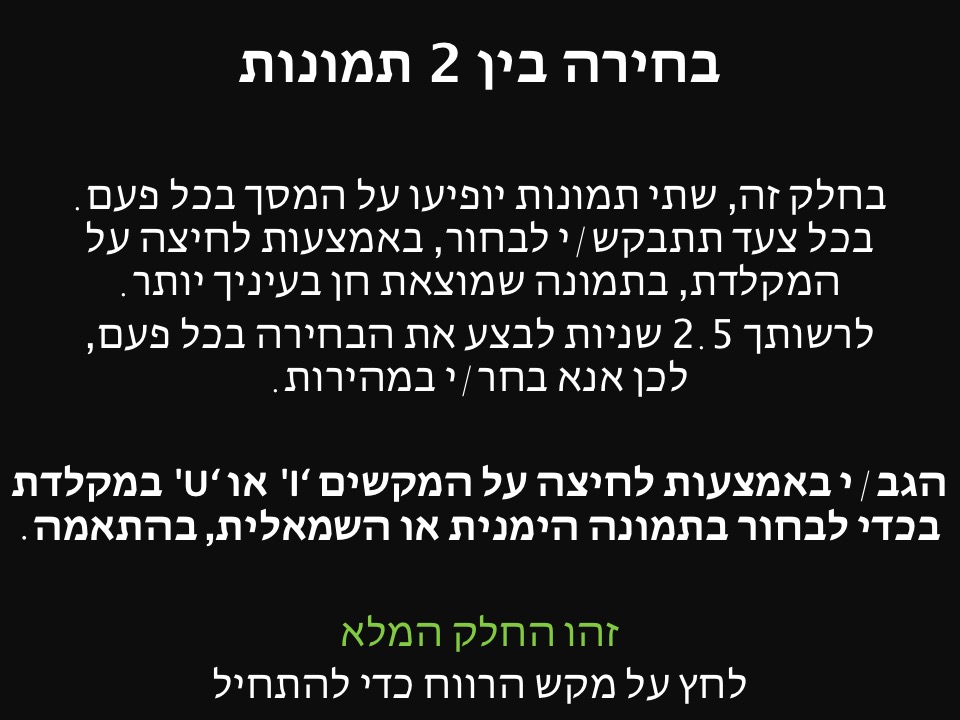 בחירה בין 2 תמונות
בחלק זה, שתי תמונות יופיעו על המסך בכל פעם.
בכל צעד תתבקש/י לבחור, באמצעות לחיצה על
המקלדת, בתמונה שמוצאת חן בעיניך יותר.
לרשותך 2.5 שניות לבצע את הבחירה בכל פעם,
לכן אנא בחר/י במהירות.
הגב/י באמצעות לחיצה על המקשים 'I' או 'U' במקלדת
בכדי לבחור בתמונה הימנית או השמאלית, בהתאמה.
זהו החלק המלא
לחץ על מקש הרווח כדי להתחיל